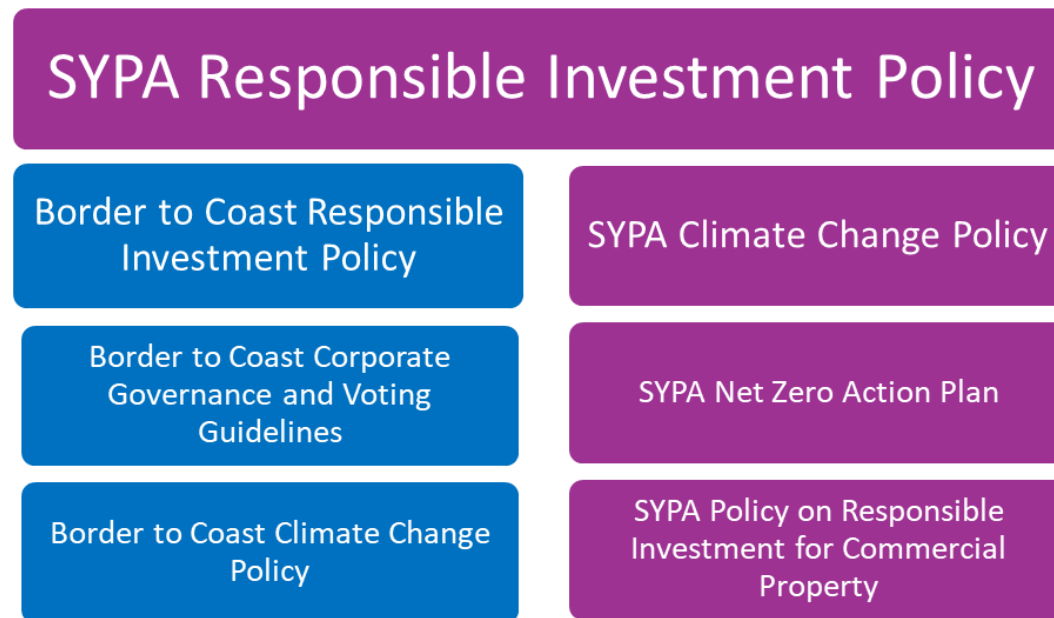 SYPA Responsible Investment Policy
Border to Coast Responsible
Investment Policy
Border to Coast Corporate
Governance and Voting
Guidelines
Border to Coast Climate Change
Policy
SYPA Climate Change Policy
SYPA Net Zero Action Plan
SYPA Policy on Responsible
Investment for Commercial
Property